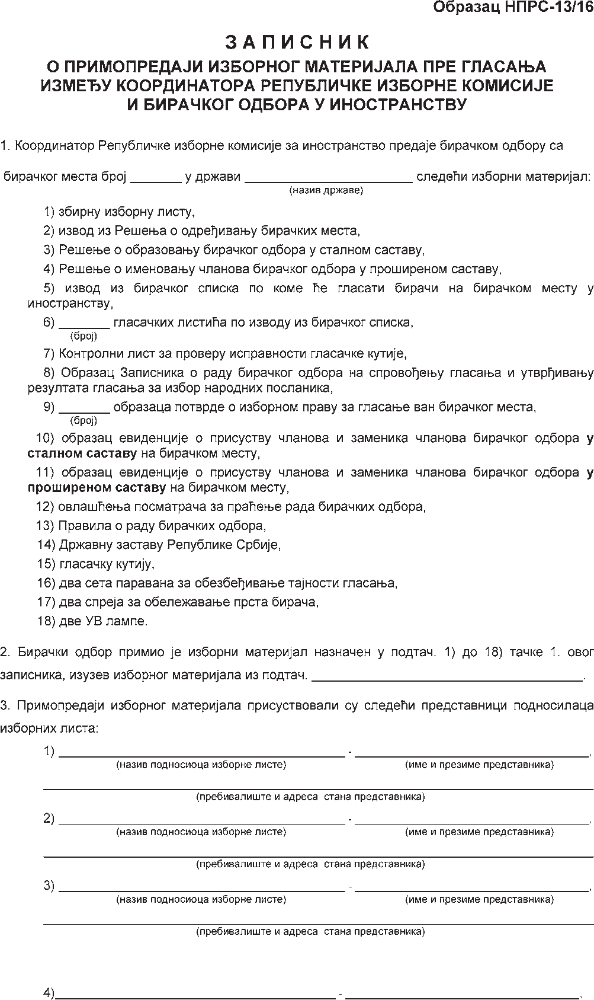 Образац НПРС-13/16
З А П И С Н И К
О ПРИМОПРЕДАЈИ ИЗБОРНОГ МАТЕРИЈАЛА ПРЕ ГЛАСАЊА
ИЗМЕЂУ КООРДИНАТОРА РЕПУБЛИЧКЕ ИЗБОРНЕ КОМИСИЈЕ
И БИРАЧКОГ ОДБОРА У ИНОСТРАНСТВУ
1. Координатор Републичке изборне комисије за иностранство предаје бирачком одбору са
бирачког места број _______ у држави _______________________ следећи изборни материјал:
(назив државе)
1) збирну изборну листу,
2) извод из Решења о одређивању бирачких места,
3) Решење о образовању бирачког одбора у сталном саставу,
4) Решење о именовању чланова бирачког одбора у проширеном саставу,
5) извод из бирачког списка по коме ће гласати бирачи на бирачком месту у
иностранству,
6) _______ гласачких листића по изводу из бирачког списка,
(број)
7) Контролни лист за проверу исправности гласачке кутије,
8) Образац Записника о раду бирачког одбора на спровођењу гласања и утврђивању
резултата гласања за избор народних посланика,
9) _______ образаца потврде о изборном праву за гласање ван бирачког места,
(број)
10) образац евиденције о присуству чланова и заменика чланова бирачког одбора у
сталном саставу на бирачком месту,
11) образац евиденције о присуству чланова и заменика чланова бирачког одбора у
проширеном саставу на бирачком месту,
12) овлашћења посматрача за праћење рада бирачких одбора,
13) Правила о раду бирачких одбора,
14) Државну заставу Републике Србије,
15) гласачку кутију,
16) два сета паравана за обезбеђивање тајности гласања,
17) два спреја за обележавање прста бирача,
18) две УВ лампе.
2. Бирачки одбор примио је изборни материјал назначен у подтач. 1) до 18) тачке 1. овог
записника, изузев изборног материјала из подтач. _____________________________________.
3. Примопредаји изборног материјала присуствовали су следећи представници подносилаца
изборних листа:
1) _______________________________________ - ________________________________,
(назив подносиоца изборне листе) (име и презиме представника)
___________________________________________________________________________
(пребивалиште и адреса стана представника)
2) _______________________________________ - ________________________________,
(назив подносиоца изборне листе) (име и презиме представника)
___________________________________________________________________________
(пребивалиште и адреса стана представника)
3) _______________________________________ - ________________________________,
(назив подносиоца изборне листе) (име и презиме представника)
___________________________________________________________________________
(пребивалиште и адреса стана представника)
4)______________________________________ - ________________________________,